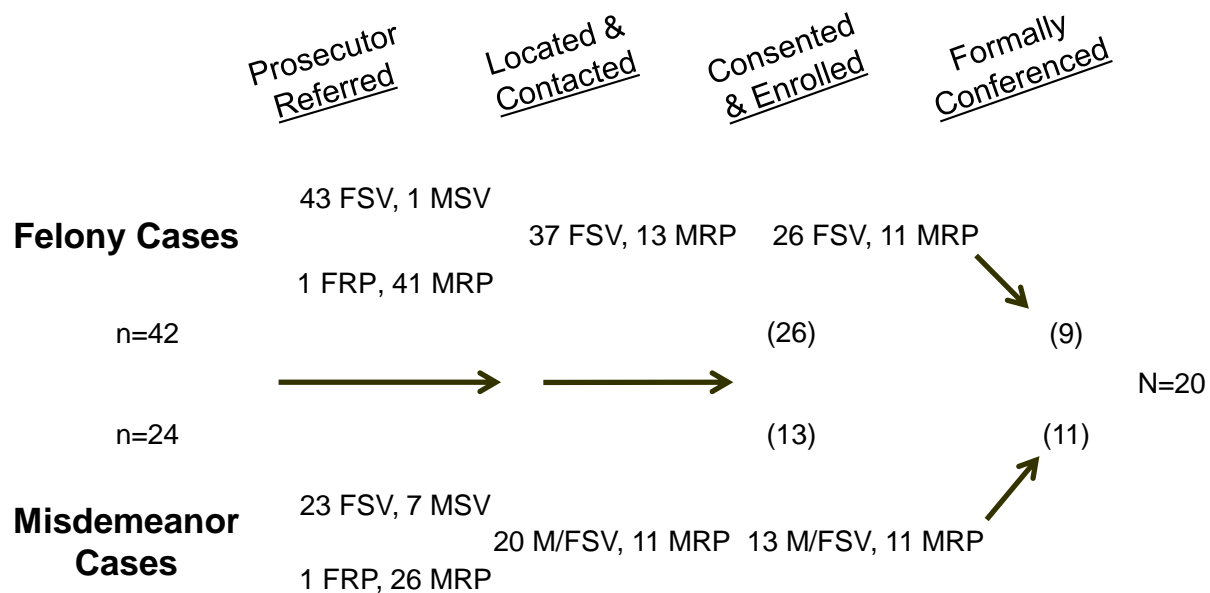 Prosecutor
Referred
Located &
Contacted
Consented
& Enrolled
Formally
Conferenced
43 FSV, 1 MSV
Felony Cases
37 FSV, 13 MRP
26 FSV, 11 MRP
1 FRP, 41 MRP
n=42
(26)
(9)
N=20
n=24
(13)
(11)
23 FSV, 7 MSV
Misdemeanor
Cases
20 M/FSV, 11 MRP
13 M/FSV, 11 MRP
1 FRP, 26 MRP